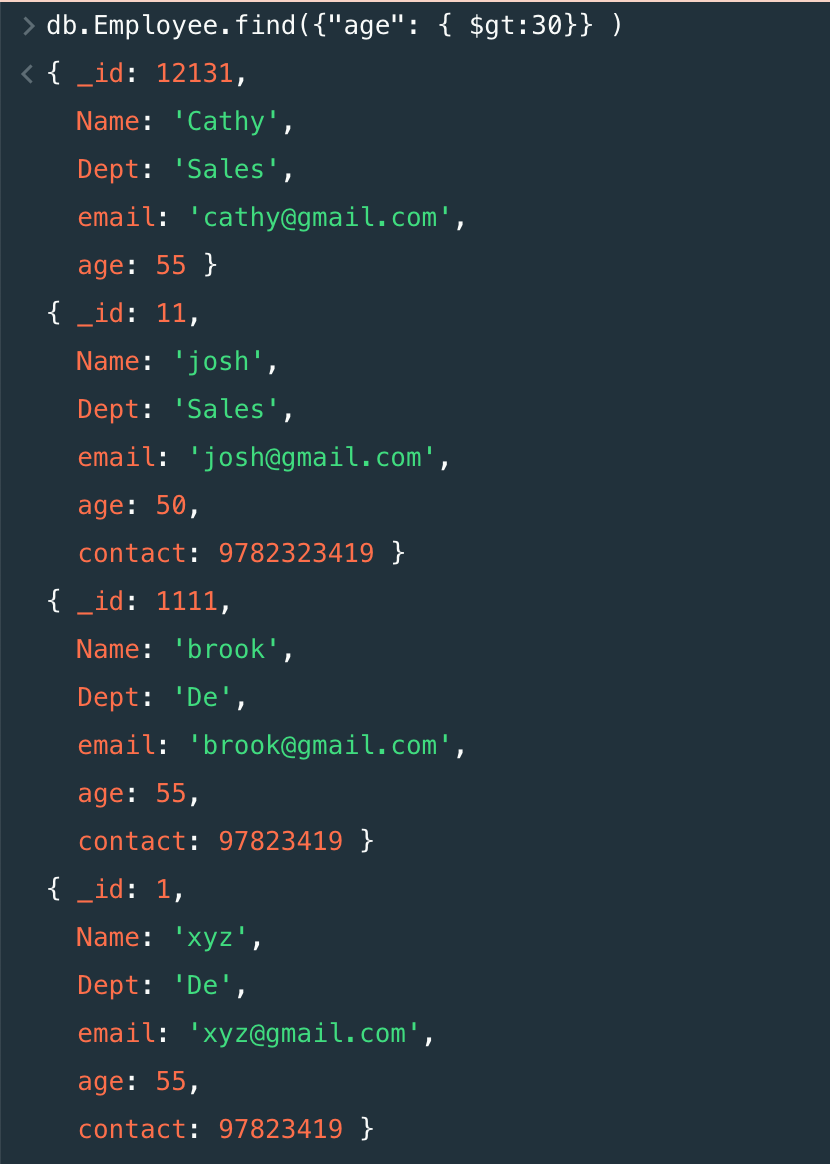 > db.Employee.find({"age": { $gt:30}} )
< { _id: 12131,
Name: 'Cathy',
Dept: 'Sales',
email: 'cathy@gmail.com',
age: 55 }
{ _id: 11,
Name: 'josh',
Dept: 'Sales',
email: 'josh@gmail.com',
age: 50,
contact: 9782323419 }
{ _id: 1111,
Name: 'brook',
Dept: 'De',
email: 'brook@gmail.com',
age: 55,
contact: 97823419 }
{ _id: 1,
Name: 'xyz',
Dept: 'De',
email: 'xyz@gmail.com',
age: 55,
contact: 97823419 }